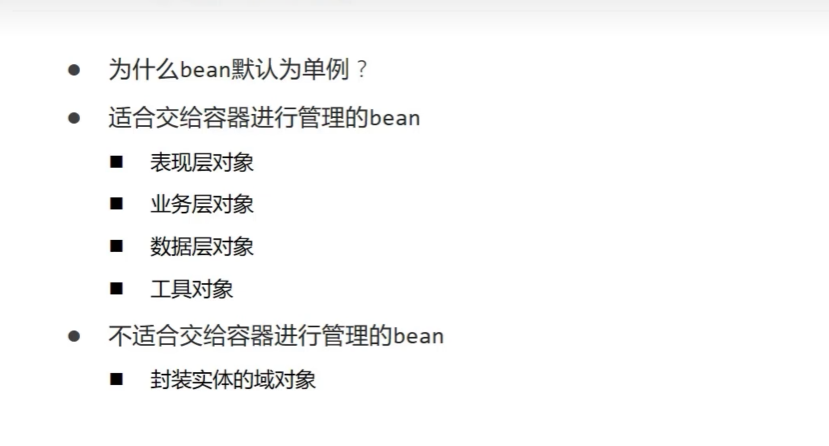 为什么bean默认为单例？
适合交给容器进行管理的bean
表现层对象
业务层对象
数据层对象
工具对象
不适合交给容器进行管理的bean
封装实体的域对象